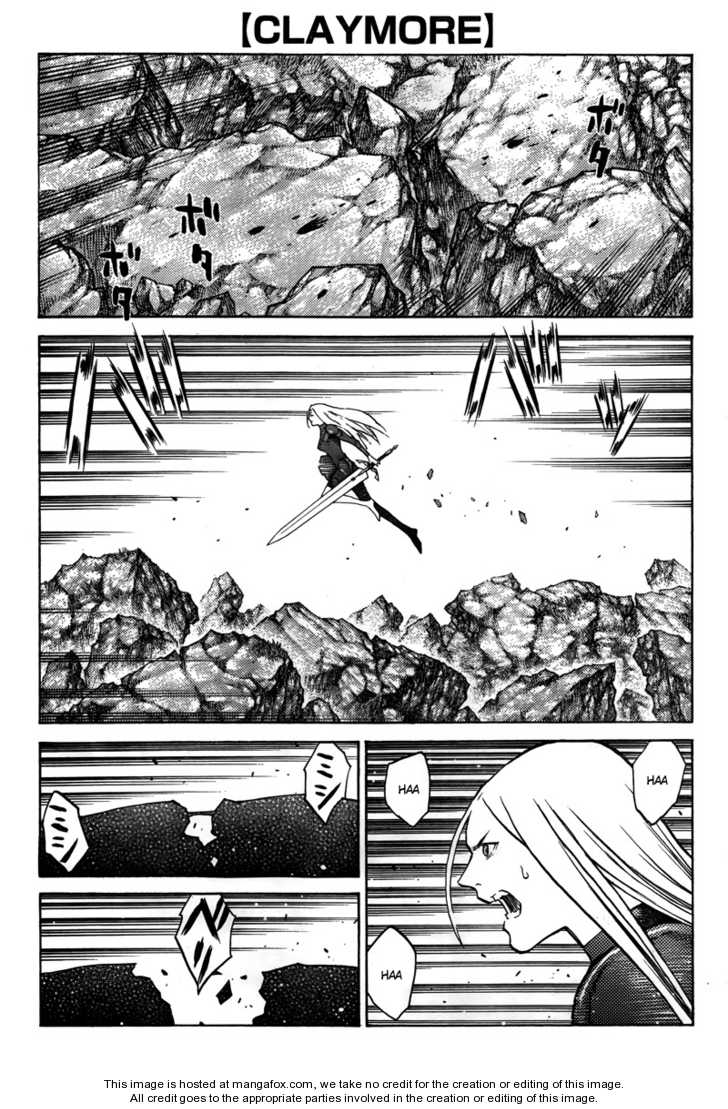 【CLAYMORE】
ボタ
ボタ
ボタ
HAA
HAA
HAA
This image is hosted at mangafox.com, we take no credit for the creation or editing of this image.
All credit goes to the appropriate parties involved in the creation or editing of this image.